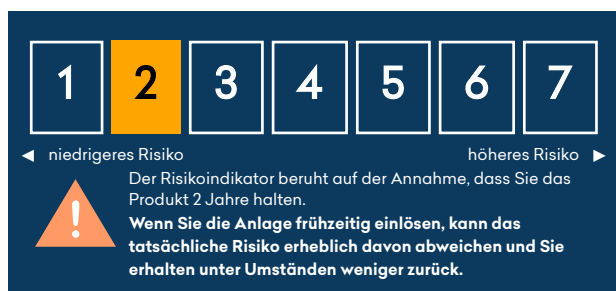 1 2 3 4 5 6 7
◄ niedrigeres Risiko höheres Risiko ►
Der Risikoindikator beruht auf der Annahme, dass Sie das
Produkt 2 Jahre halten.
Wenn Sie die Anlage frühzeitig einlösen, kann das
tatsächliche Risiko erheblich davon abweichen und Sie
erhalten unter Umständen weniger zurück.
!